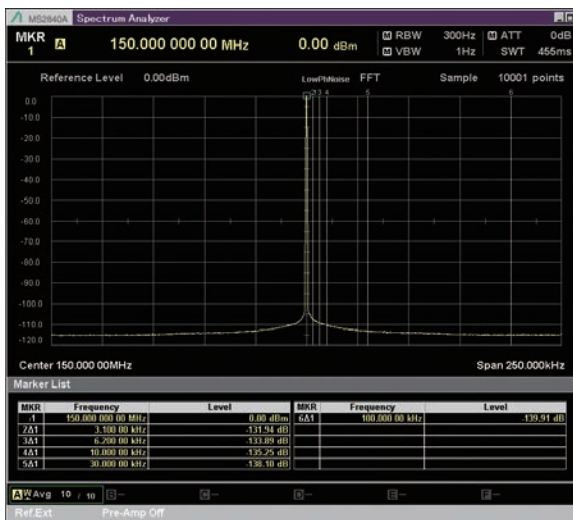 MS2840A Spectrum Analyzer
MKR 1 A 150.000 000 00 MHz 0.00 dBm
M RBW 300Hz M ATT 0dB
M VBW 1Hz SWT 455ms
Reference Level 0.00dBm LowPhNoise FFT Sample 10001 points
2 3 4 5 6
0.0
-10.0
-20.0
-30.0
-40.0
-50.0
-60.0
-70.0
-80.0
-90.0
-100.0
-110.0
-120.0
Center 150.000 00MHz Span 250.000kHz
Marker List
MKR Frequency Level MKR Frequency Level
1 150.000 000 00 MHz 0.00 dBm 6Δ1 100.000 00 kHz -139.91 dB
2Δ1 3.100 00 kHz -131.94 dB
3Δ1 6.200 00 kHz -133.89 dB
4Δ1 10.000 00 kHz -135.25 dB
5Δ1 30.000 00 kHz -138.10 dB
A W Avg 10 / 10
Ref.Ext Pre-Amp Off